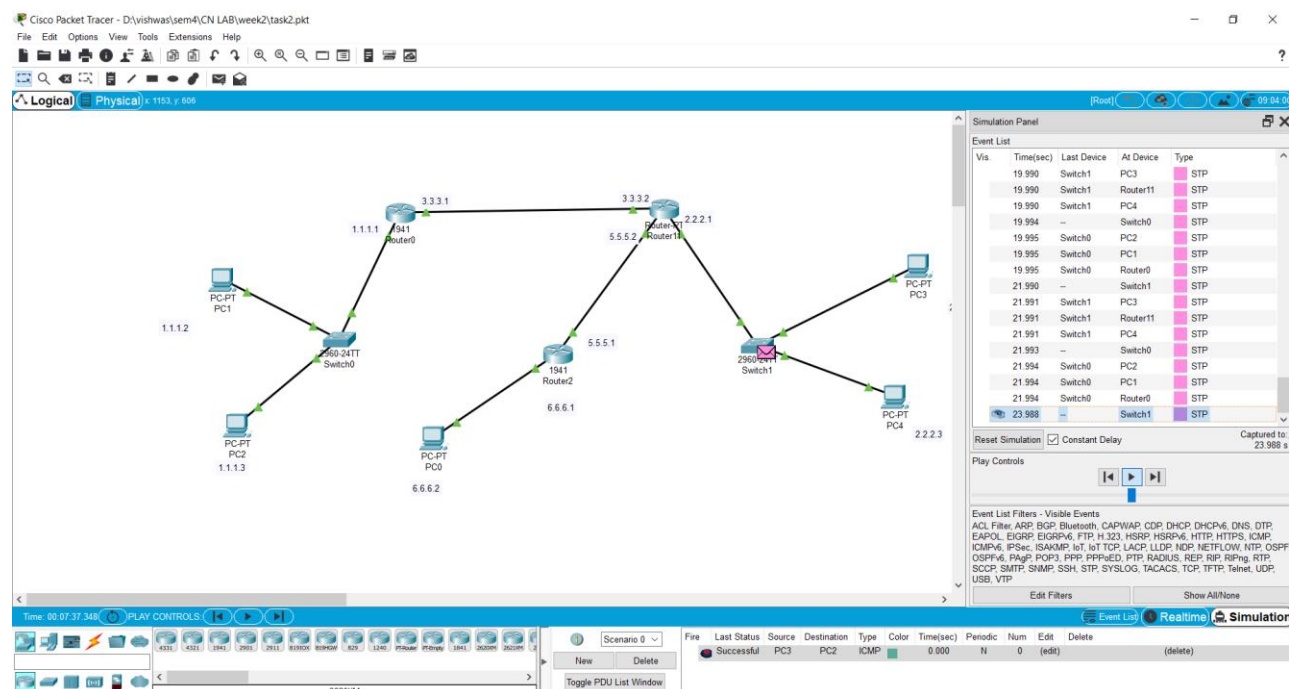 Cisco Packet Tracer - D:\vishwas\sem4\CN LAB\week2\task2.pkt
File Edit Options View Tools Extensions Help
?
Logical Physical x: 1153, y: 606 [Root] 09:04:00
3.3.3.1
3.3.3.2
2.2.2.1
1.1.1.1
1941
Router0
Router-PT
Router11
5.5.5.2
PC-PT
PC1
PC-PT
PC3
1.1.1.2
2960-24TT
Switch0
5.5.5.1
1941
Router2
2960-24TT
Switch1
6.6.6.1
PC-PT
PC4
2.2.2.3
PC-PT
PC2
1.1.1.3
PC-PT
PC0
6.6.6.2
Simulation Panel
Event List
Vis. Time(sec) Last Device At Device Type
19.990 Switch1 PC3 STP
19.990 Switch1 Router11 STP
19.990 Switch1 PC4 STP
19.994 -- Switch0 STP
19.995 Switch0 PC2 STP
19.995 Switch0 PC1 STP
19.995 Switch0 Router0 STP
21.990 -- Switch1 STP
21.991 Switch1 PC3 STP
21.991 Switch1 Router11 STP
21.991 Switch1 PC4 STP
21.993 -- Switch0 STP
21.994 Switch0 PC2 STP
21.994 Switch0 PC1 STP
21.994 Switch0 Router0 STP
23.988 -- Switch1 STP
Reset Simulation Constant Delay Captured to:
23.988 s
Play Controls
Event List Filters - Visible Events
ACL Filter, ARP, BGP, Bluetooth, CAPWAP, CDP, DHCP, DHCPv6, DNS, DTP,
EAPOL, EIGRP, EIGRPv6, FTP, H.323, HSRP, HSRPv6, HTTP, HTTPS, ICMP,
ICMPv6, IPSec, ISAKMP, IoT, IoT TCP, LACP, LLDP, NDP, NETFLOW, NTP, OSPF,
OSPFv6, PAgP, POP3, PPP, PPPoED, PTP, RADIUS, REP, RIP, RIPng, RTP,
SCCP, SMTP, SNMP, SSH, STP, SYSLOG, TACACS, TCP, TFTP, Telnet, UDP,
USB, VTP
Edit Filters Show All/None
Time: 00:07:37.348 PLAY CONTROLS: Event List Realtime Simulation
4331 4321 1941 2901 2911 819IOX 819HGW 829 1240 PT-Router PT-Empty 1841 2620XM 2621XM
Scenario 0
New Delete
Toggle PDU List Window
Fire Last Status Source Destination Type Color Time(sec) Periodic Num Edit Delete
Successful PC3 PC2 ICMP 0.000 N 0 (edit) (delete)